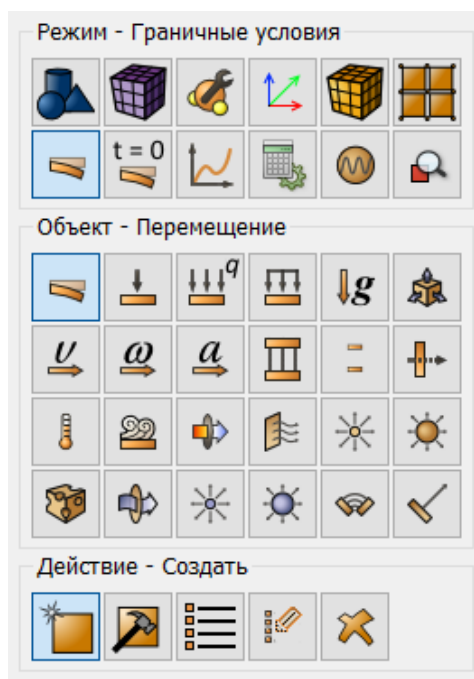 Режим - Граничные условия
t = 0
Объект - Перемещение
q
g
υ
ω
a
Действие - Создать